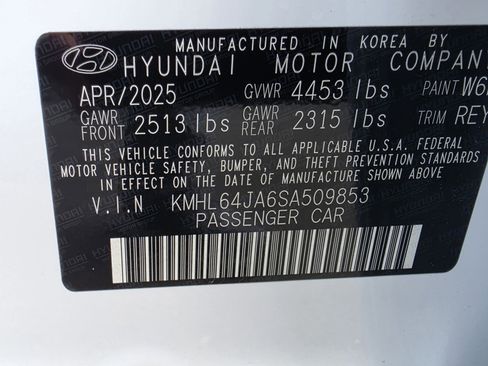 MANUFACTURED IN KOREA BY
HYUNDAI MOTOR COMPANY
APR/2025 GVWR 4453 lbs PAINT
GAWR FRONT 2513 lbs GAWR REAR 2315 lbs TRIM REY
THIS VEHICLE CONFORMS TO ALL APPLICABLE U.S.A. FEDERAL
MOTOR VEHICLE SAFETY, BUMPER, AND THEFT PREVENTION STANDARDS
IN EFFECT ON THE DATE OF MANUFACTURE SHOWN ABOVE.
V.I.N KMHL64JA6SA509853
PASSENGER CAR